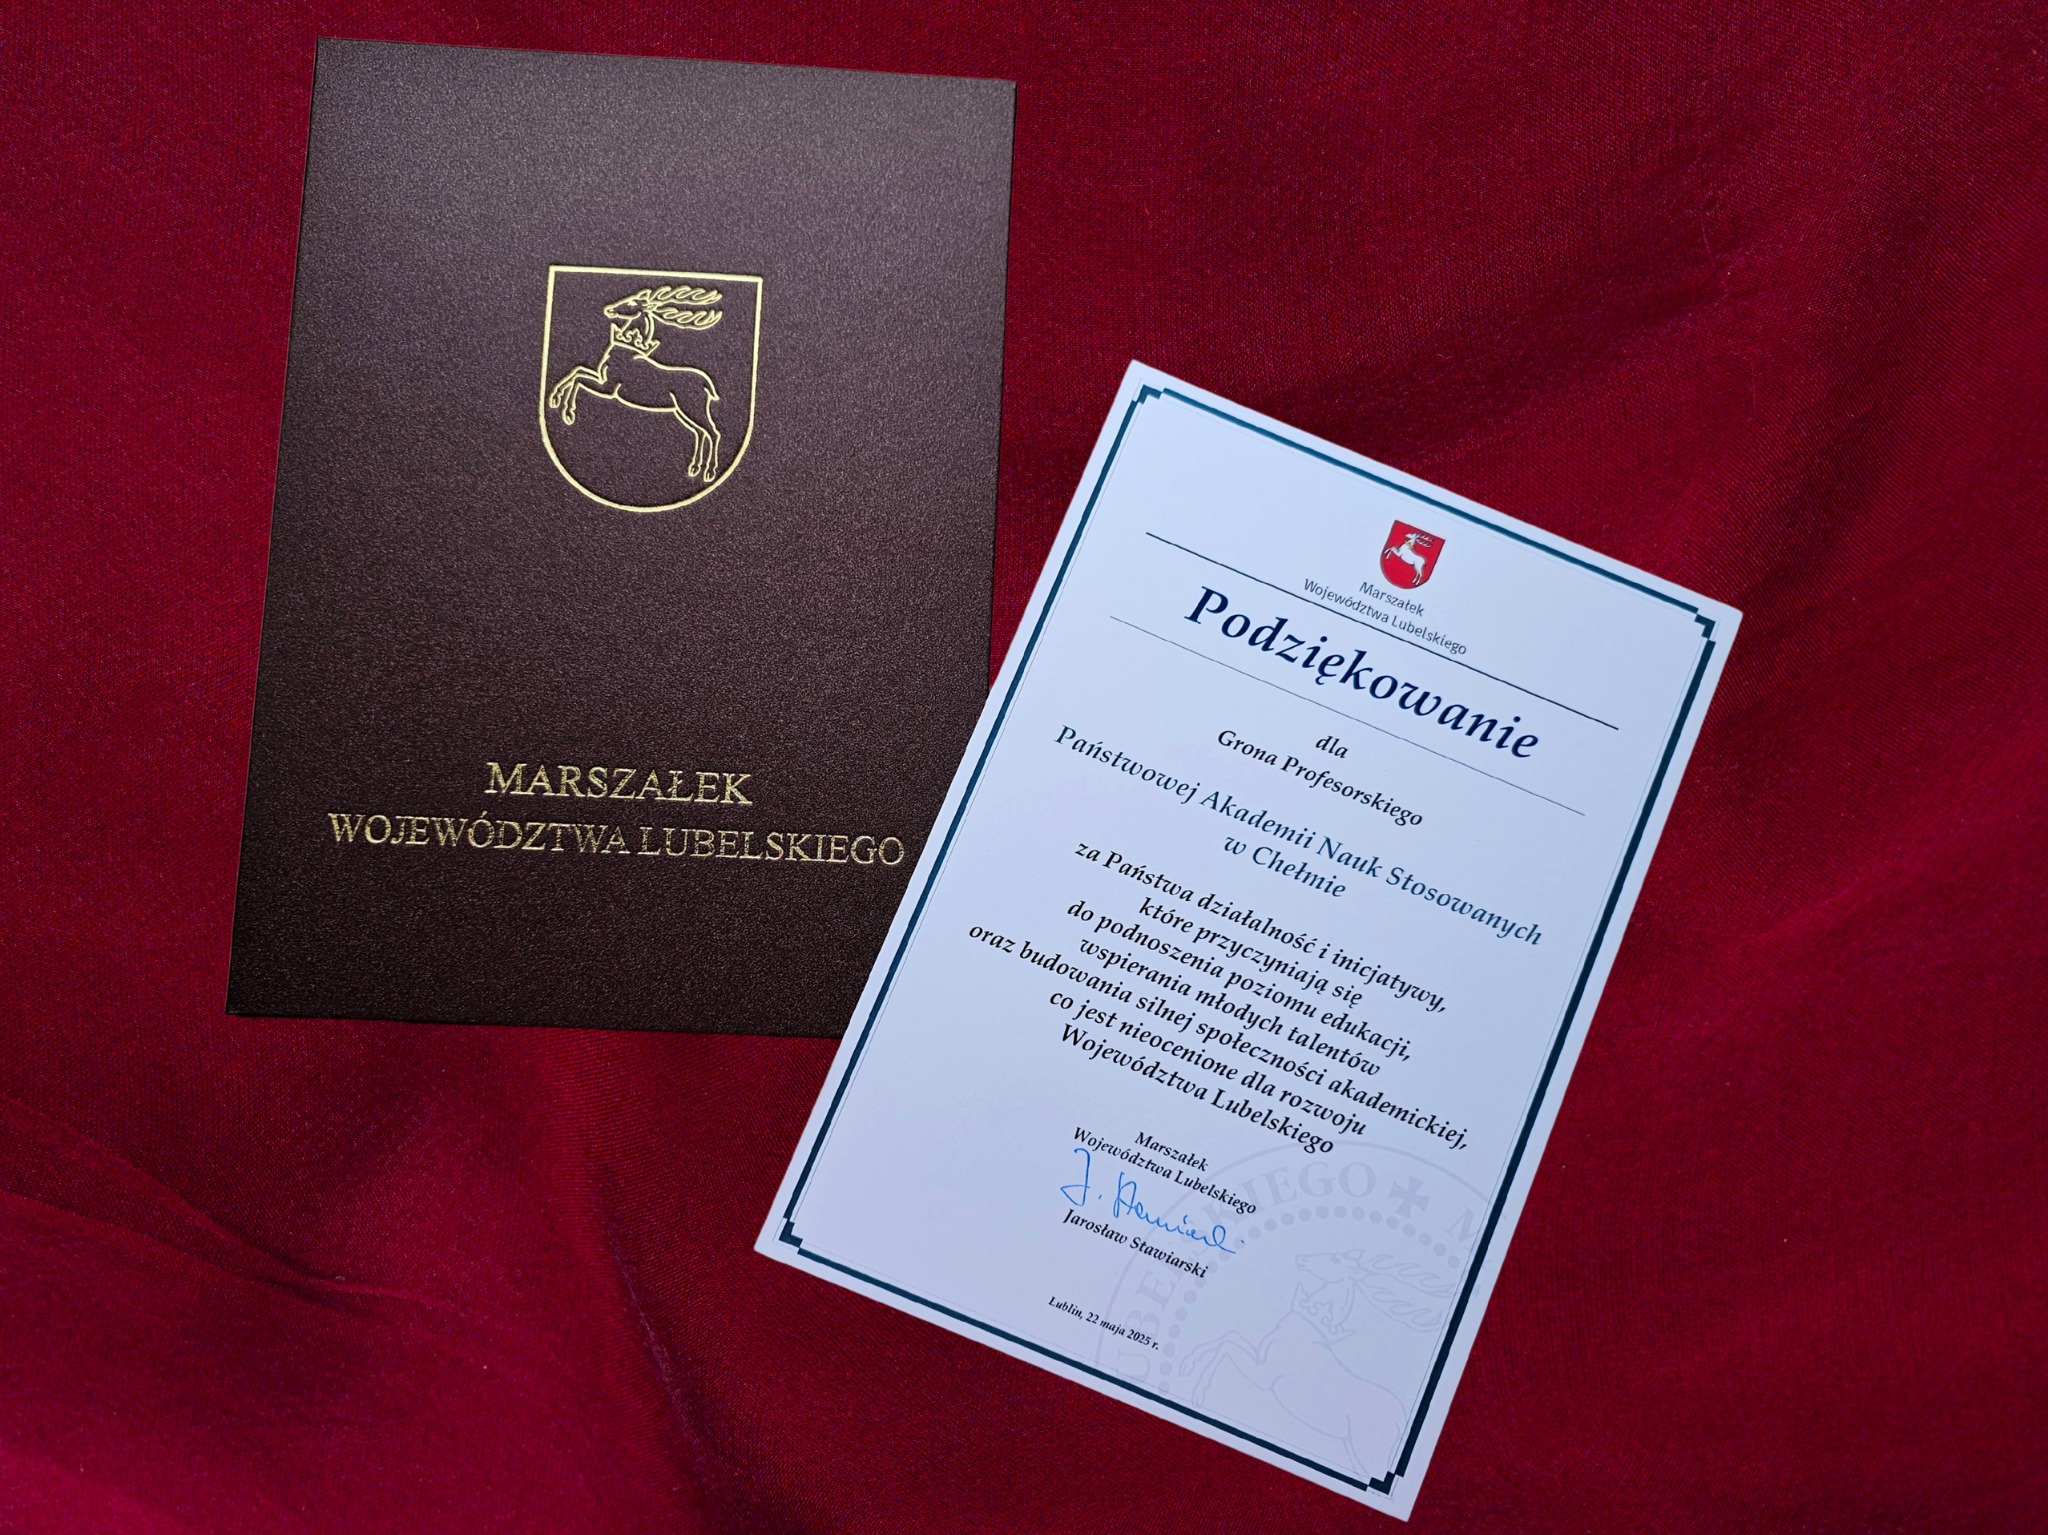 MARSZAŁEK
WOJEWÓDZTWA LUBELSKIEGO
Marszałek
Województwa Lubelskiego
Podziękowanie
dla
Grona Profesorskiego
Państwowej Akademii Nauk Stosowanych
w Chełmie
za Państwa działalność i inicjatywy,
które przyczyniają się
do podnoszenia poziomu edukacji,
wspierania młodych talentów
oraz budowania silnej społeczności akademickiej,
co jest nieocenione dla rozwoju
Województwa Lubelskiego
Marszałek
Województwa Lubelskiego
J. Stawiarski
Jarosław Stawiarski
Lublin, 22 maja 2025 r.